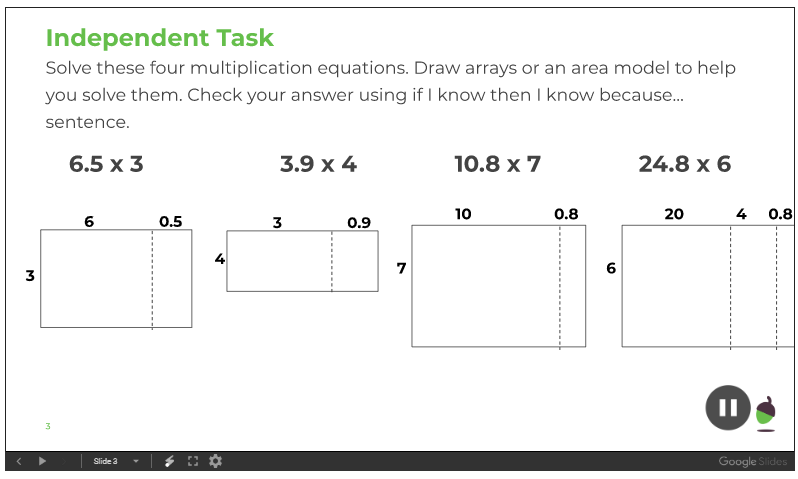 Independent Task
Solve these four multiplication equations. Draw arrays or an area model to help
you solve them. Check your answer using if I know then I know because...
sentence.
6.5 x 3
3.9 x 4
10.8 x 7
24.8 x 6
6 0.5
3
3 0.9
4
10 0.8
7
20 4 0.8
6
3
Slide 3
Google Slides